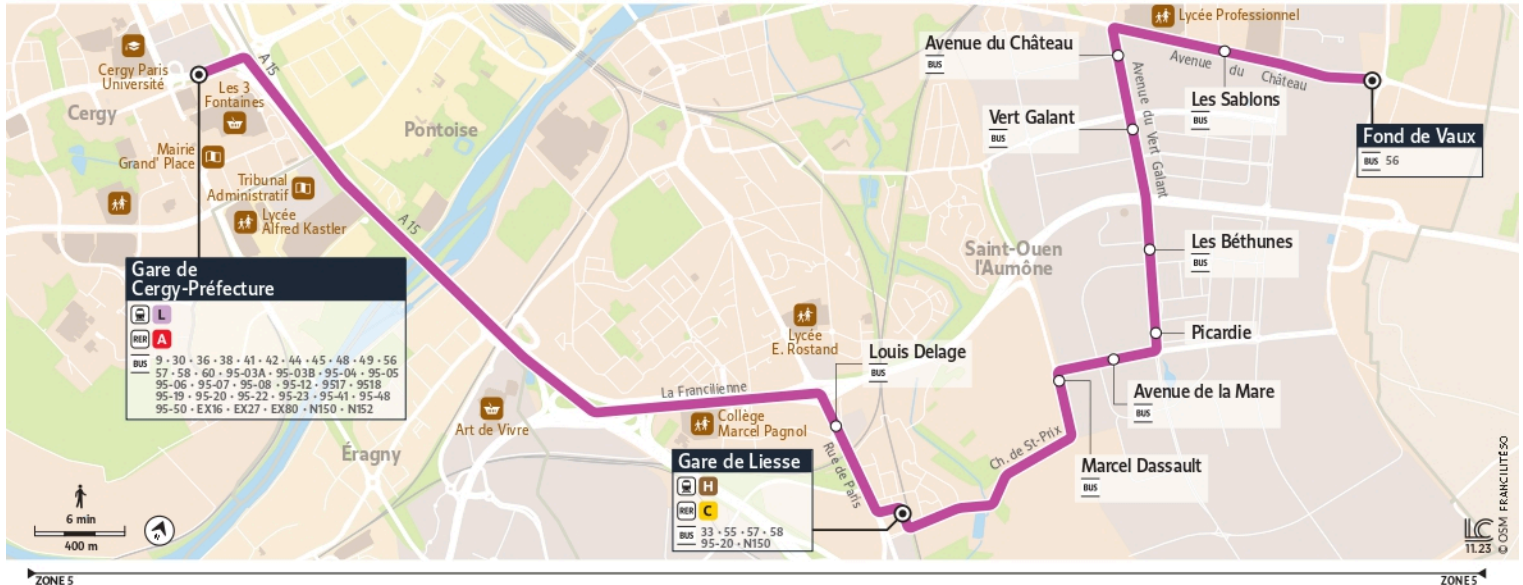 Lycée Professionnel
Avenue du Château
BUS
Avenue du Château
Les Sablons
BUS
Fond de Vaux
BUS 56
Vert Galant
BUS
Avenue du Vert Galant
Les Béthunes
BUS
Picardie
Avenue de la Mare
BUS
Marcel Dassault
BUS
Ch. de St-Prix
Saint-Ouen
l'Aumône
Cergy Paris
Université
A 15
Les 3
Fontaines
Cergy
Pontoise
Mairie
Grand' Place
Tribunal
Administratif
Lycée
Alfred Kastler
A 15
Gare de
Cergy-Préfecture
L
RER A
BUS 9 • 30 • 36 • 38 • 41 • 42 • 44 • 45 • 48 • 49 • 56
57 • 58 • 60 • 95-03A • 95-03B • 95-04 • 95-05
95-06 • 95-07 • 95-08 • 95-12 • 9517 • 9518
95-19 • 95-20 • 95-22 • 95-23 • 95-41 • 95-48
95-50 • EX16 • EX27 • EX80 • N150 • N152
Éragny
Art de Vivre
La Francilienne
Lycée
E. Rostand
Louis Delage
BUS
Collège
Marcel Pagnol
Rue de Paris
Gare de Liesse
H
RER C
BUS 33 • 55 • 57 • 58
95-20 • N150
6 min
400 m
LC
11.23
© OSM FRANCILITÉ SO
ZONE 5
ZONE 5